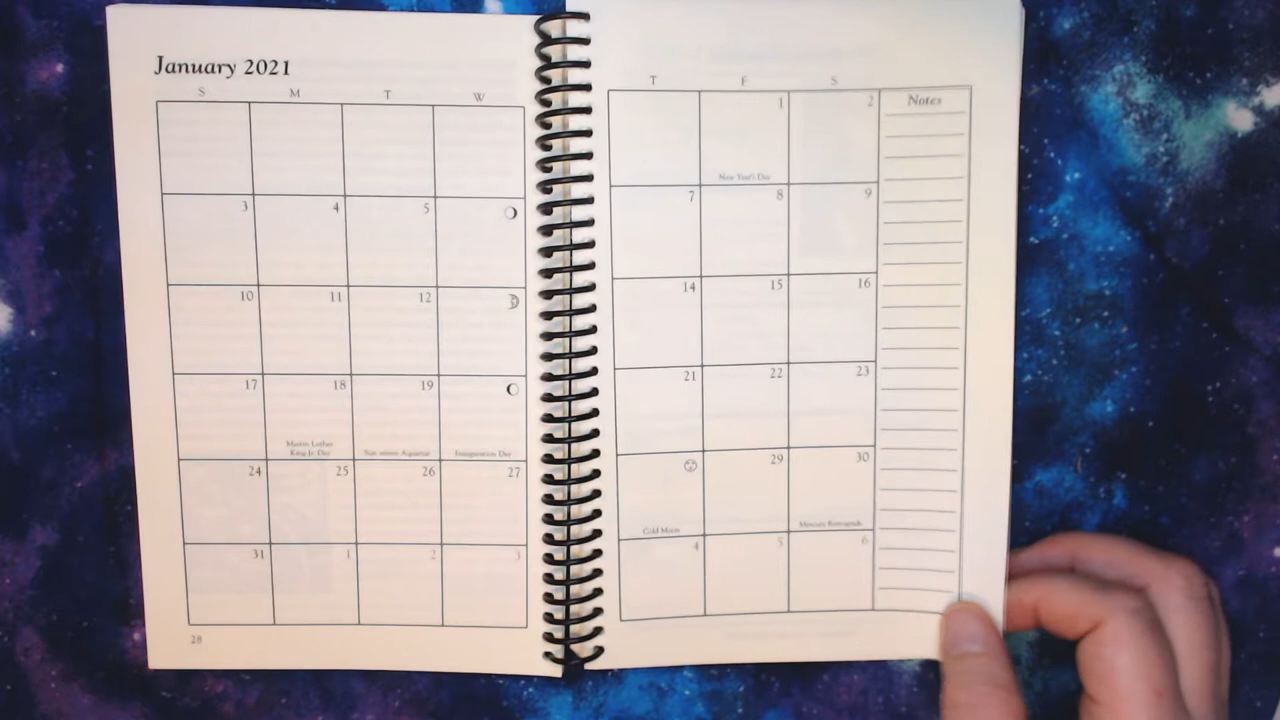 January 2021
S M T W T F S
Notes
1 2
New Year's Day
3 4 5 7 8 9
10 11 12 14 15 16
17 18 19 21 22 23
Martin Luther
King Jr. Day Sun enters Aquarius Inauguration Day
24 25 26 27 29 30
Cold Moon Mercury Retrograde
31 1 2 3 4 5 6
28